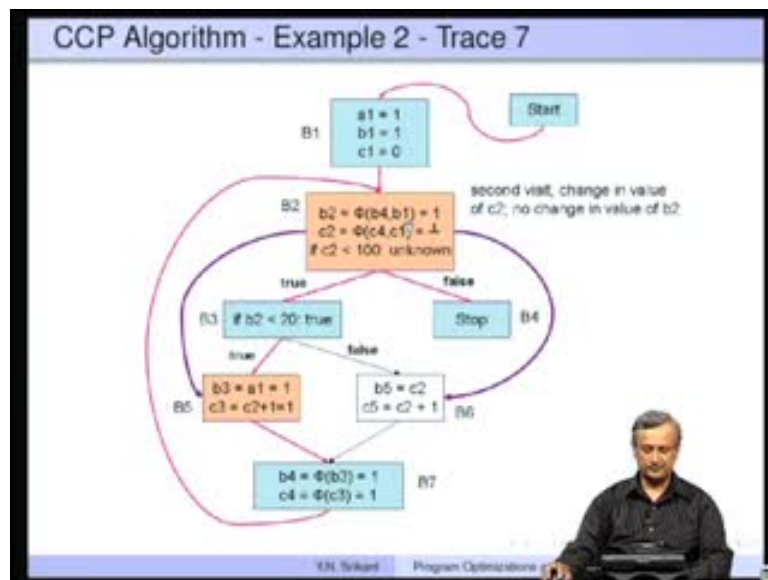 CCP Algorithm - Example 2 - Trace 7
Start
a1 = 1
b1 = 1
c1 = 0
B1
second visit, change in value
of c2; no change in value of b2
B2
b2 = Φ(b4,b1) = 1
c2 = Φ(c4,c1) = ⊥
if c2 < 100: unknown
true
false
B3
if b2 < 20: true
Stop
B4
true
false
b3 = a1 = 1
c3 = c2+1=1
B5
b5 = c2
c5 = c2 + 1
B6
b4 = Φ(b3) = 1
c4 = Φ(c3) = 1
B7
Y.N. Srikant
Program Optimizations